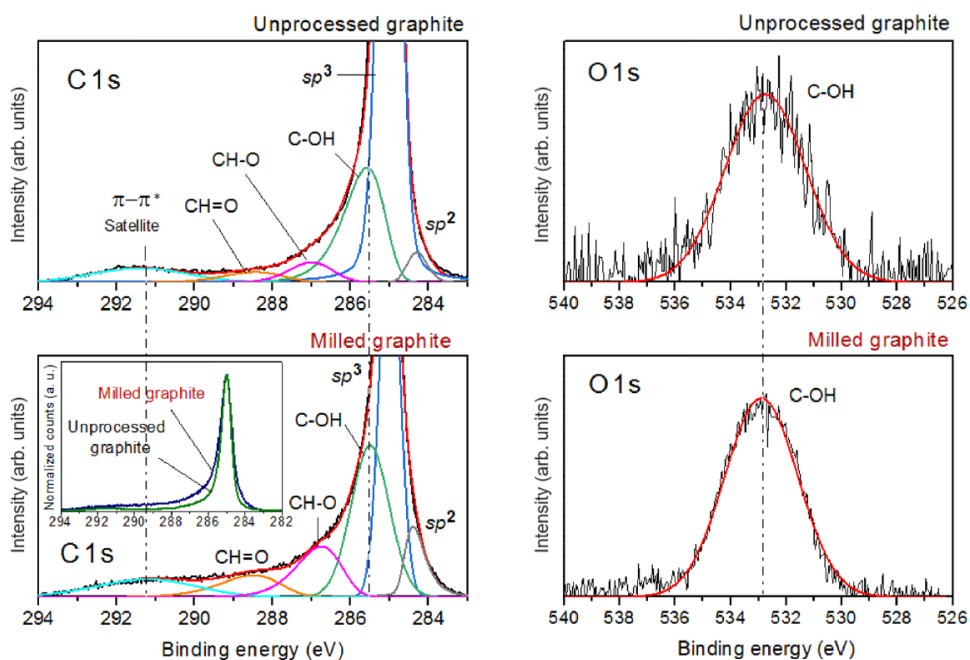 Unprocessed graphite
C1s
sp³
C-OH
CH-O
π–π*
Satellite
CH=O
sp²
Intensity (arb. units)
294 292 290 288 286 284
Unprocessed graphite
O1s
C-OH
Intensity (arb. units)
540 538 536 534 532 530 528 526
Milled graphite
sp³
C-OH
CH-O
CH=O
sp²
C1s
Milled graphite
Unprocessed
graphite
Normalized counts (a. u.)
294 292 290 288 286 284 282
Intensity (arb. units)
294 292 290 288 286 284
Binding energy (eV)
Milled graphite
O1s
C-OH
Intensity (arb. units)
540 538 536 534 532 530 528 526
Binding energy (eV)